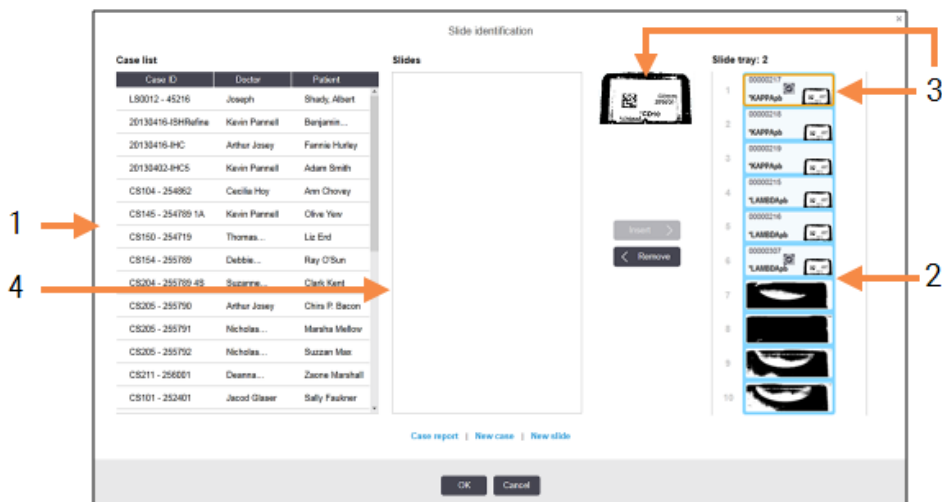 ×
Slide identification
Case list
Slides
Slide tray: 2
Case ID Doctor Patient
LS0012 - 45216 Joseph Shady, Albert
20130416-ISHRefine Kevin Pannell Benjamin...
20130416-IHC Arthur Josey Fannie Hurley
20130402-IHC5 Kevin Pannell Adam Smith
CS104 - 254862 Cecilia Hoy Ann Chovey
CS145 - 254789 1A Kevin Pannell Olive Yew
CS150 - 254719 Thomas... Liz Erd
CS154 - 255789 Debbie... Ray O'Sun
CS204 - 255789 4S Suzanne... Clark Kent
CS205 - 255790 Arthur Josey Chirs P. Bacon
CS205 - 255791 Nicholas... Marsha Mellow
CS205 - 255792 Nicholas... Suzzan Max
CS211 - 256001 Deanna... Zaone Marshall
CS101 - 252401 Jacod Glaser Sally Faukner
*CD10
Insert >
< Remove
1 00000217
*KAPPApb
2 00000218
*KAPPApb
3 00000219
*KAPPApb
4 00000215
*LAMBDApb
5 00000216
*LAMBDApb
6 00000307
*LAMBDApb
7
8
9
10
Case report | New case | New slide
OK Cancel
1
4
3
2